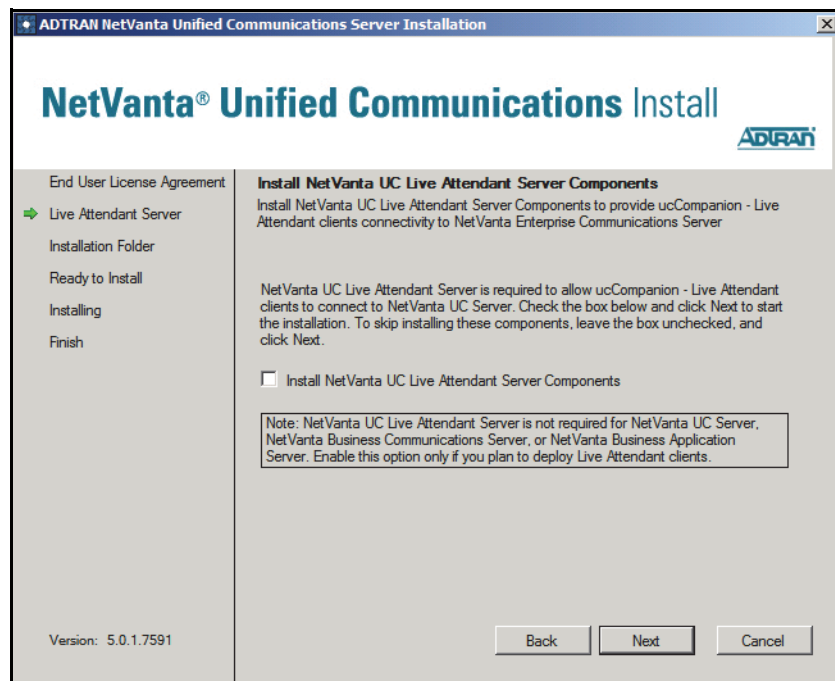 ADTRAN NetVanta Unified Communications Server Installation
NetVanta® Unified Communications Install
ADTRAN
End User License Agreement
Live Attendant Server
Installation Folder
Ready to Install
Installing
Finish
Install NetVanta UC Live Attendant Server Components
Install NetVanta UC Live Attendant Server Components to provide ucCompanion - Live
Attendant clients connectivity to NetVanta Enterprise Communications Server
NetVanta UC Live Attendant Server is required to allow ucCompanion - Live Attendant
clients to connect to NetVanta UC Server. Check the box below and click Next to start
the installation. To skip installing these components, leave the box unchecked, and
click Next.
Install NetVanta UC Live Attendant Server Components
Note: NetVanta UC Live Attendant Server is not required for NetVanta UC Server,
NetVanta Business Communications Server, or NetVanta Business Application
Server. Enable this option only if you plan to deploy Live Attendant clients.
Version: 5.0.1.7591
Back
Next
Cancel